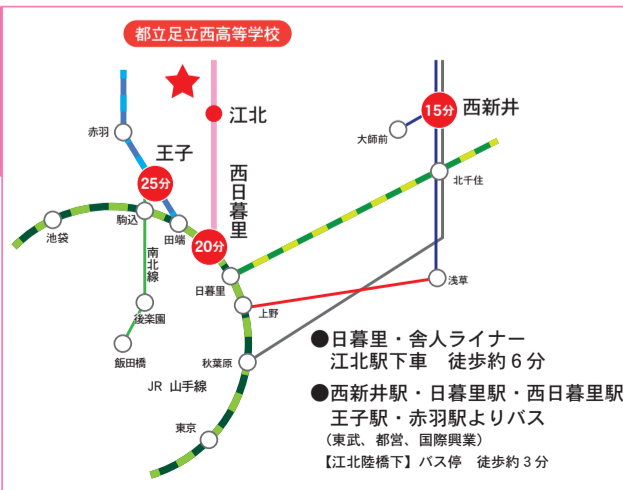 都立足立西高等学校
江北
15分
西新井
大師前
赤羽
王子
25分
西日暮里
北千住
池袋
駒込
田端
20分
南北線
日暮里
浅草
後楽園
上野
飯田橋
秋葉原
JR 山手線
東京
●日暮里・舎人ライナー
江北駅下車 徒歩約6分
●西新井駅・日暮里駅・西日暮里駅
王子駅・赤羽駅よりバス
(東武、都営、国際興業)
【江北陸橋下】バス停 徒歩約3分